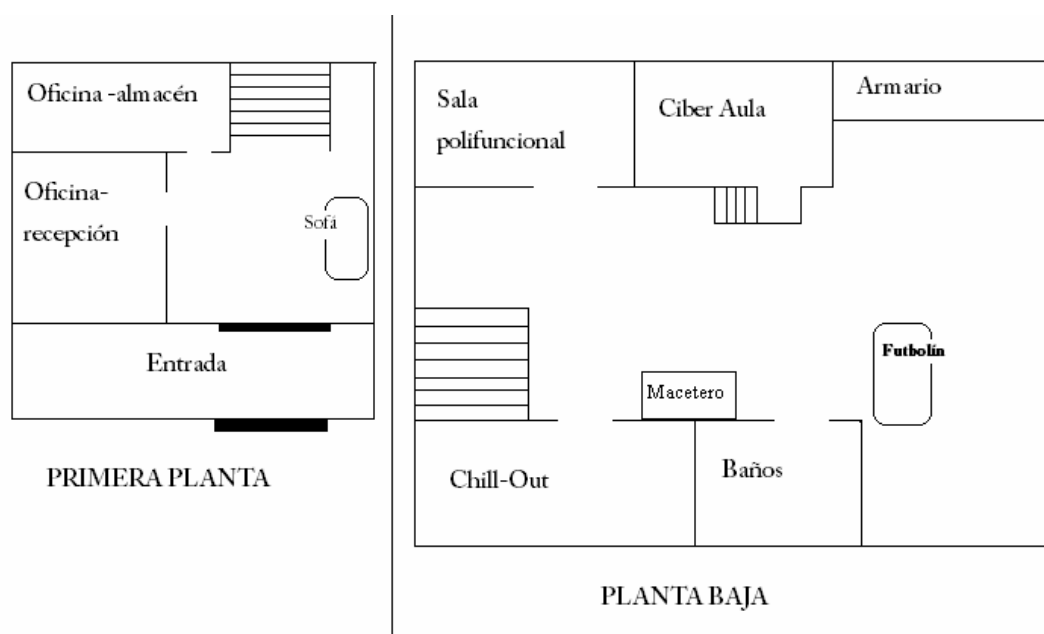 Oficina -almacén
Oficina-
recepción
Sofá
Entrada
PRIMERA PLANTA
Sala
polifuncional
Ciber Aula
Armario
Futbolín
Macetero
Chill-Out
Baños
PLANTA BAJA